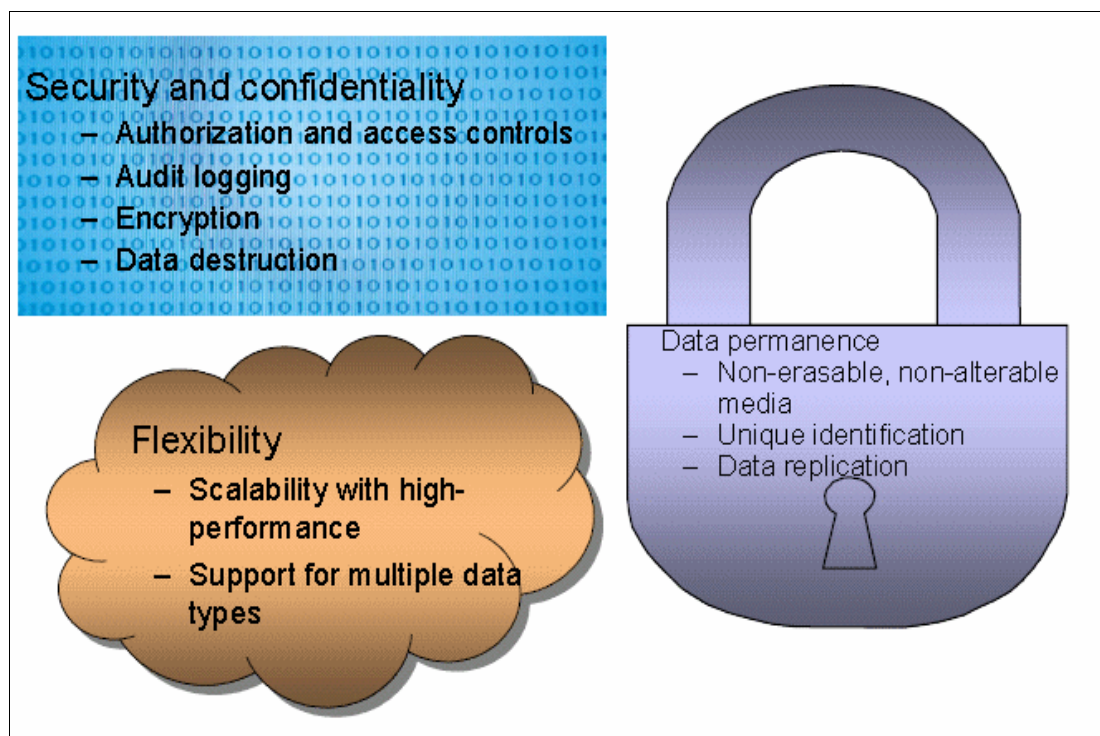 Security and confidentiality
– Authorization and access controls
– Audit logging
– Encryption
– Data destruction
Flexibility
– Scalability with high-
performance
– Support for multiple data
types
Data permanence
– Non-erasable, non-alterable
media
– Unique identification
– Data replication